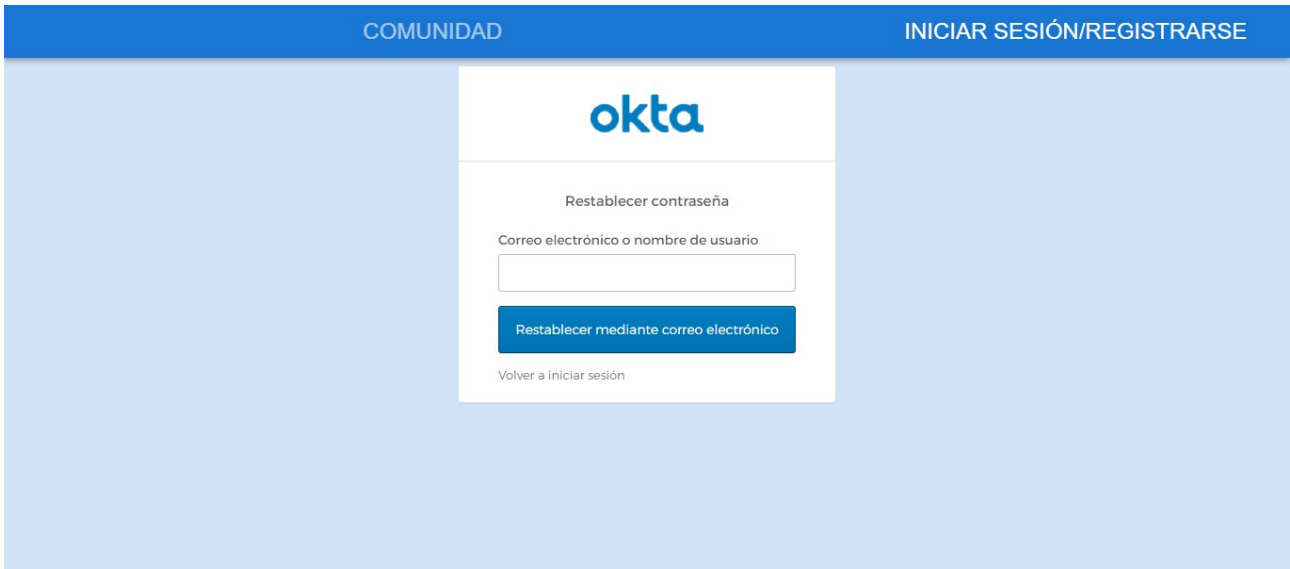 COMUNIDAD
INICIAR SESIÓN/REGISTRARSE
okta
Restablecer contraseña
Correo electrónico o nombre de usuario
Restablecer mediante correo electrónico
Volver a iniciar sesión